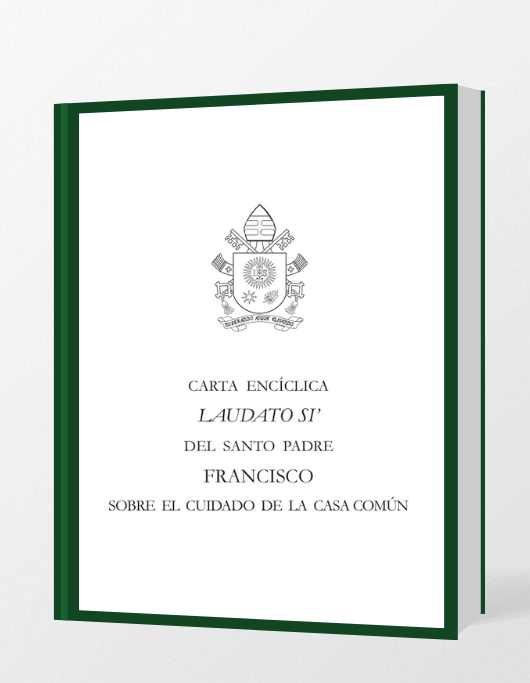 MISERANDO ATQUE ELIGENDO
CARTA ENCÍCLICA
LAUDATO SI’
DEL SANTO PADRE
FRANCISCO
SOBRE EL CUIDADO DE LA CASA COMÚN